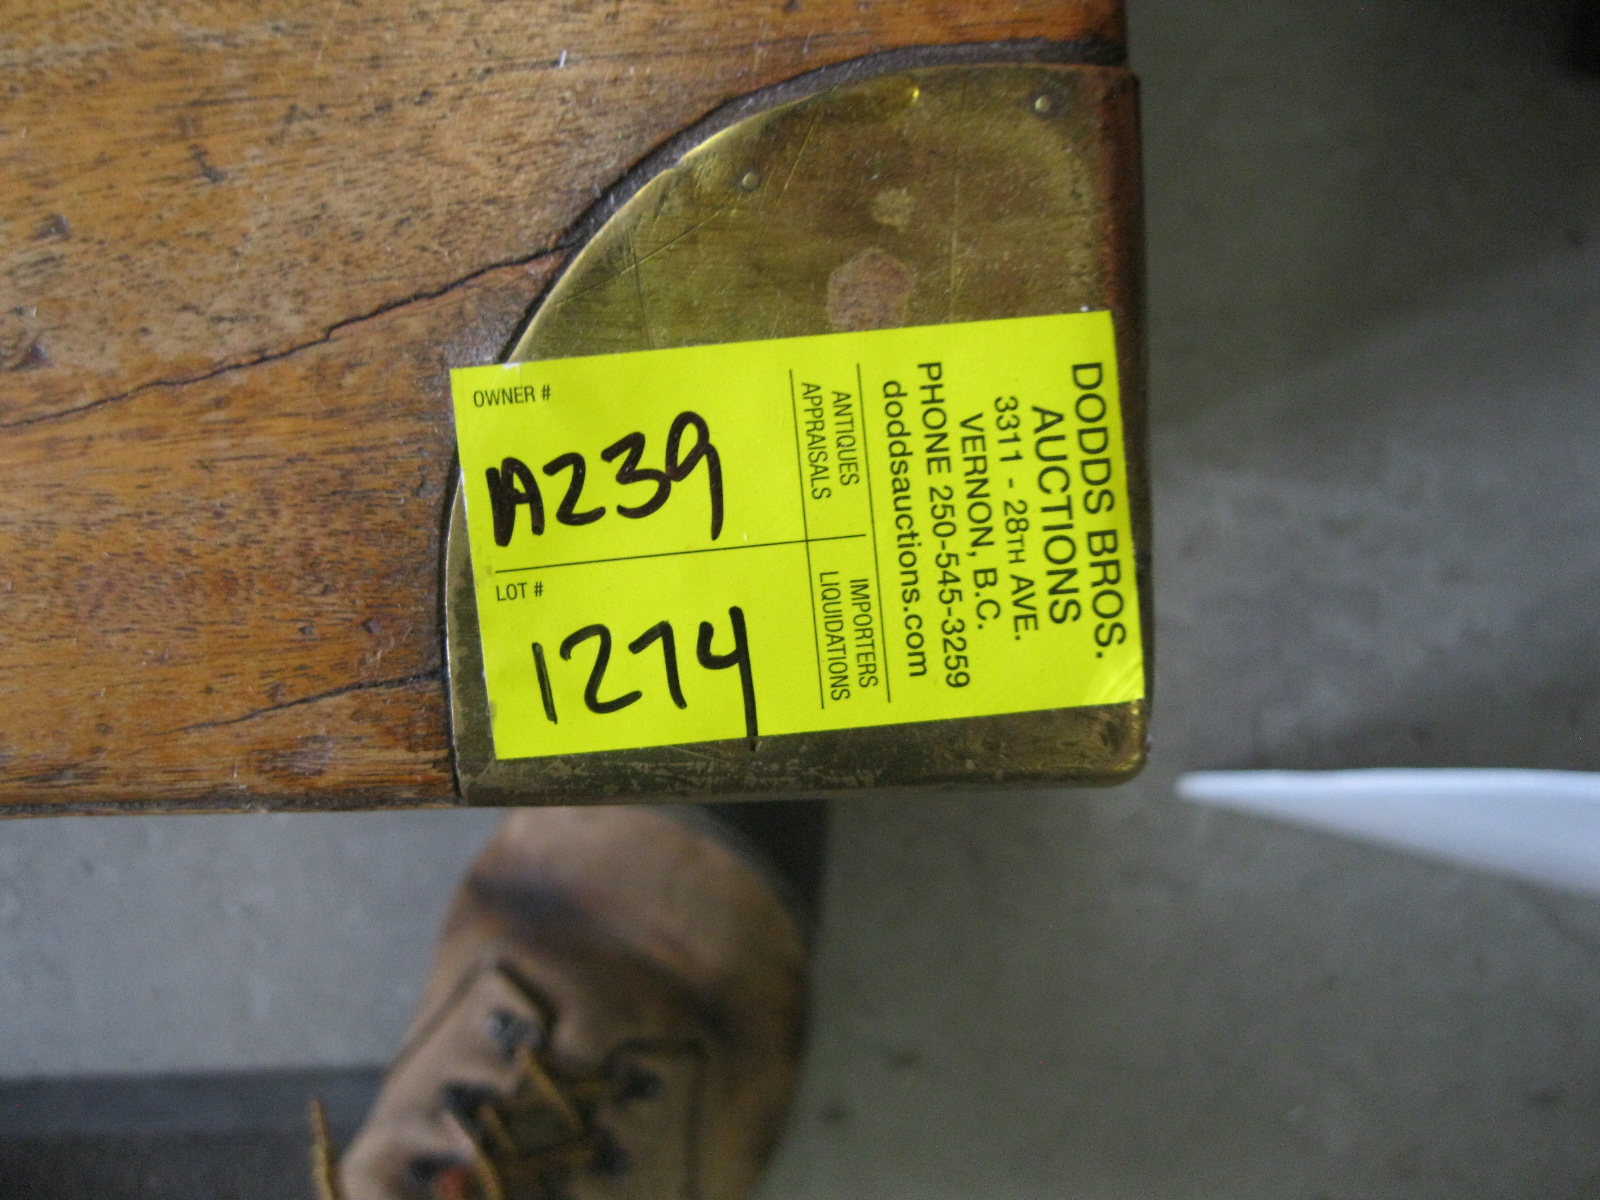 DODDS BROS.
AUCTIONS
3311 - 28TH AVE.
VERNON, B.C.
PHONE 250-545-3259
doddsauctions.com
ANTIQUES
APPRAISALS
IMPORTERS
LIQUIDATIONS
OWNER #
A239
LOT #
1274